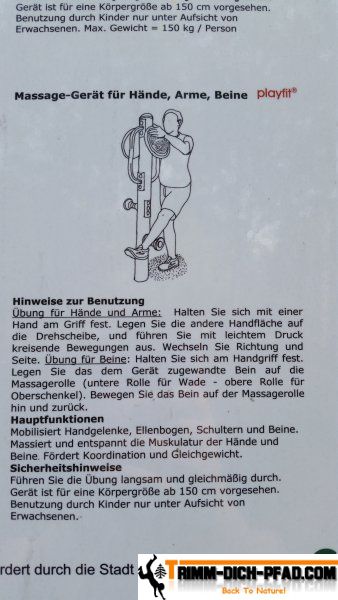 Gerät ist für eine Körpergröße ab 150 cm vorgesehen.
Benutzung durch Kinder nur unter Aufsicht von
Erwachsenen. Max. Gewicht = 150 kg / Person
Massage-Gerät für Hände, Arme, Beine playfit®
Hinweise zur Benutzung
Übung für Hände und Arme: Halten Sie sich mit einer
Hand am Griff fest. Legen Sie die andere Handfläche auf
die Drehscheibe, und führen Sie mit leichtem Druck
kreisende Bewegungen aus. Wechseln Sie Richtung und
Seite. Übung für Beine: Halten Sie sich am Handgriff fest.
Legen Sie das dem Gerät zugewandte Bein auf die
Massagerolle (untere Rolle für Wade - obere Rolle für
Oberschenkel). Bewegen Sie das Bein auf der Massagerolle
hin und zurück.
Hauptfunktionen
Mobilisiert Handgelenke, Ellenbogen, Schultern und Beine.
Massiert und entspannt die Muskulatur der Hände und
Beine. Fördert Koordination und Gleichgewicht.
Sicherheitshinweise
Führen Sie die Übung langsam und gleichmäßig durch.
Gerät ist für eine Körpergröße ab 150 cm vorgesehen.
Benutzung durch Kinder nur unter Aufsicht von
Erwachsenen.
rdert durch die Stadt
TRIMM-DICH-PFAD.COM
Back To Nature!